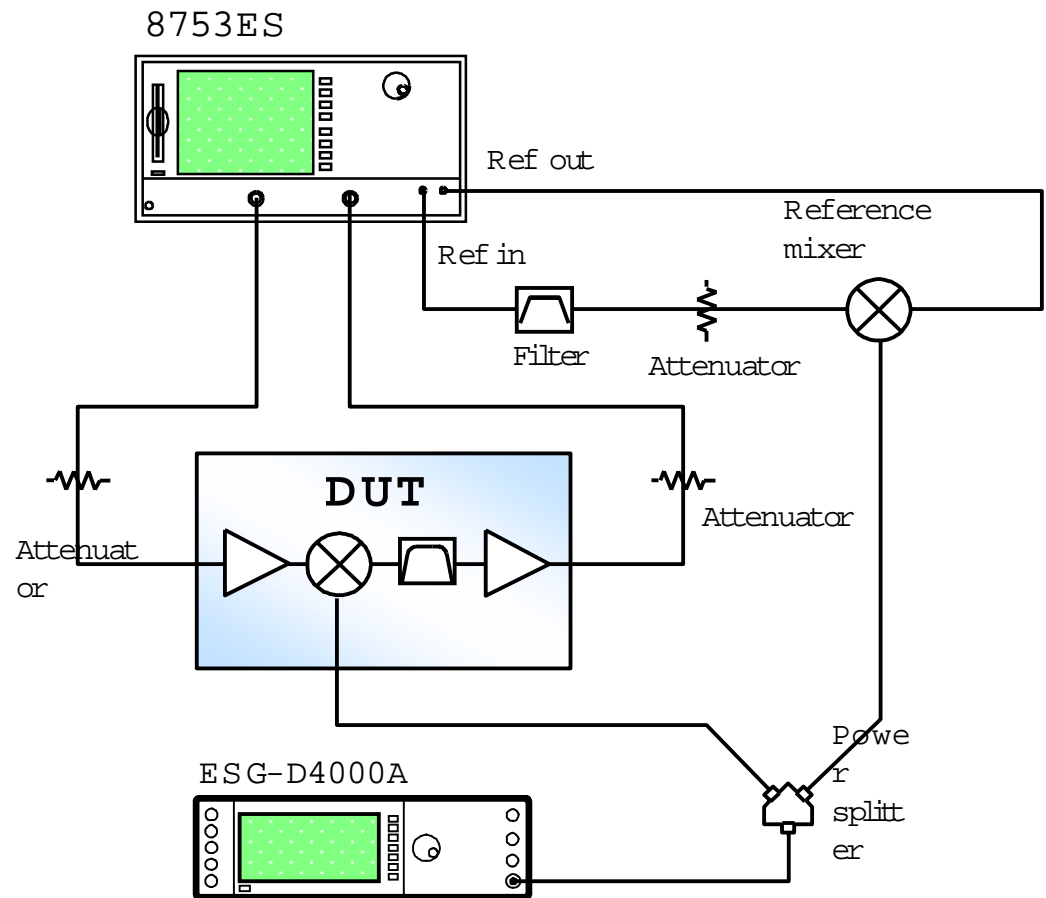 8753ES
Ref out
Reference
mixer
Ref in
Filter
Attenuator
DUT
Attenuator
Attenuat
or
Powe
r
splitt
er
ESG-D4000A